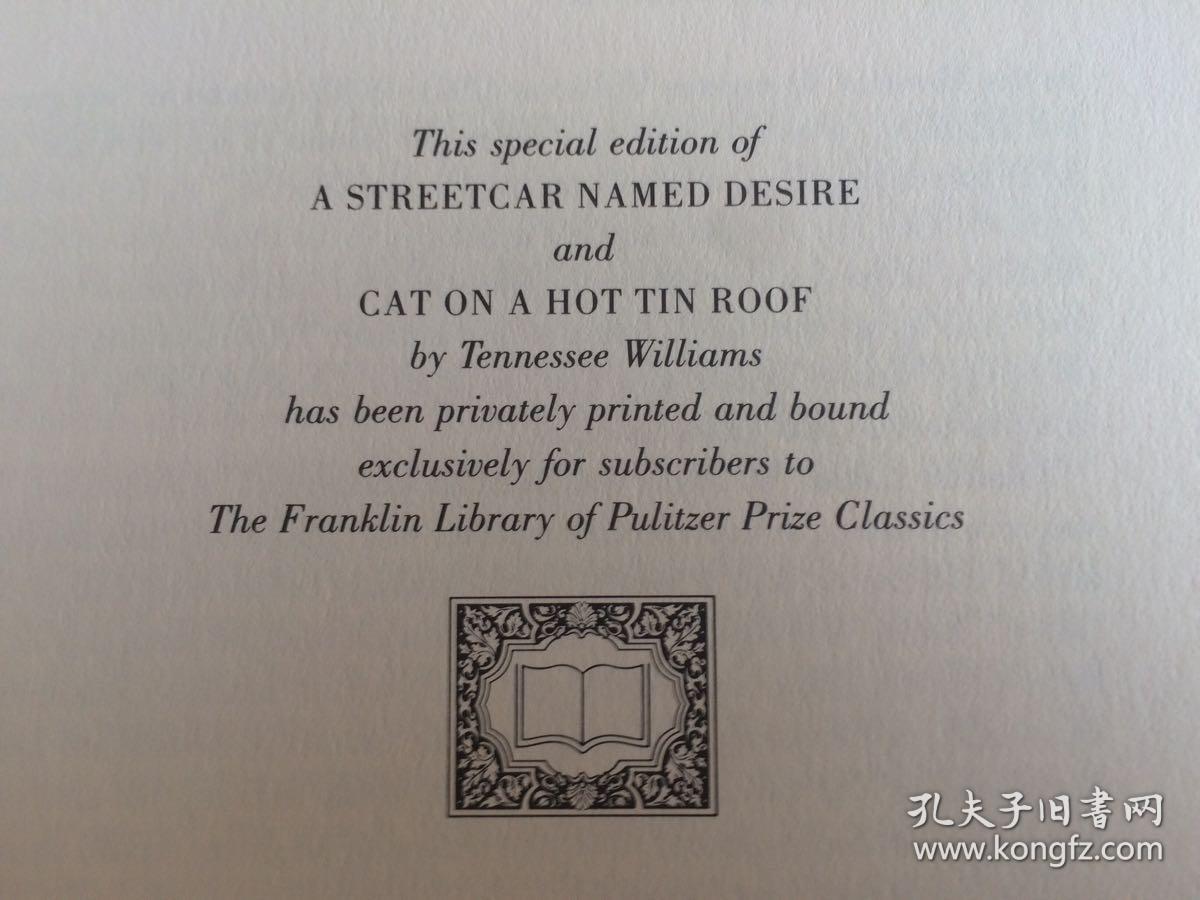 This special edition of
A STREETCAR NAMED DESIRE
and
CAT ON A HOT TIN ROOF
by Tennessee Williams
has been privately printed and bound
exclusively for subscribers to
The Franklin Library of Pulitzer Prize Classics
孔夫子旧书网
www.kongfz.com